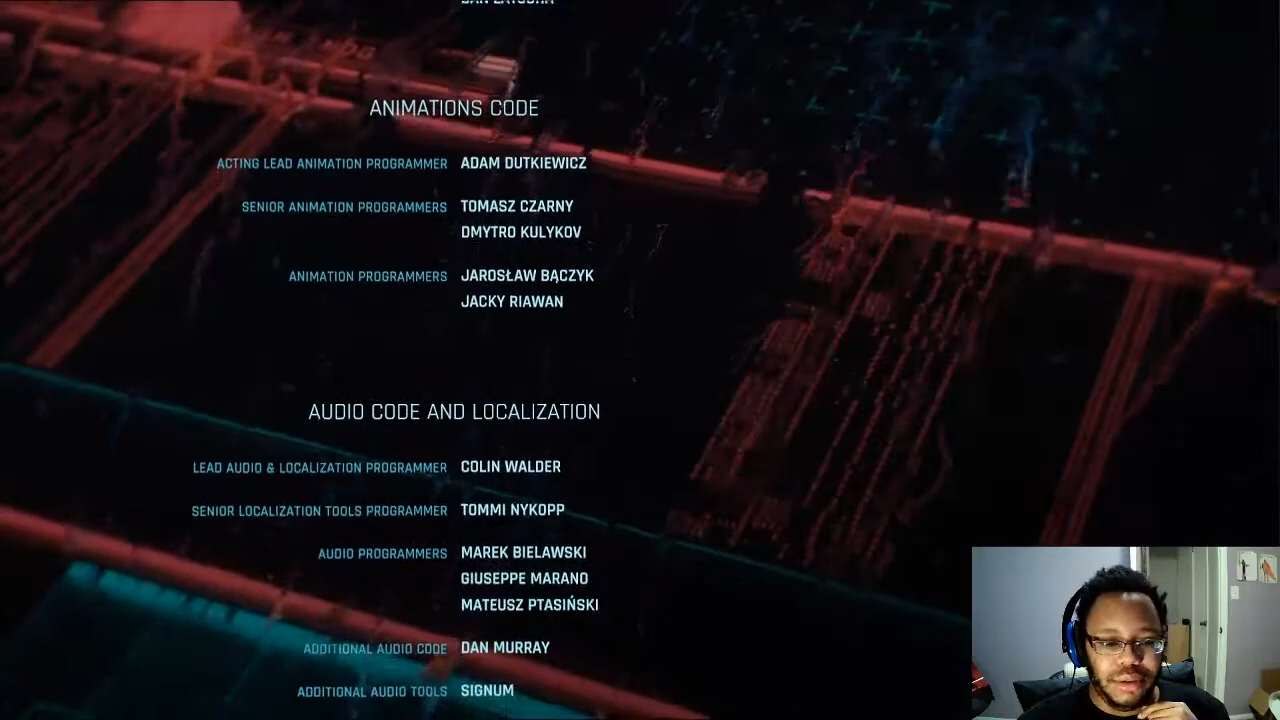 ANIMATIONS CODE
ACTING LEAD ANIMATION PROGRAMMER ADAM DUTKIEWICZ
SENIOR ANIMATION PROGRAMMERS TOMASZ CZARNY
DMYTRO KULYKOV
ANIMATION PROGRAMMERS JAROSŁAW BĄCZYK
JACKY RIAWAN
AUDIO CODE AND LOCALIZATION
LEAD AUDIO & LOCALIZATION PROGRAMMER COLIN WALDER
SENIOR LOCALIZATION TOOLS PROGRAMMER TOMMI NYKOPP
AUDIO PROGRAMMERS MAREK BIELAWSKI
GIUSEPPE MARANO
MATEUSZ PTASIŃSKI
ADDITIONAL AUDIO CODE DAN MURRAY
ADDITIONAL AUDIO TOOLS SIGNUM